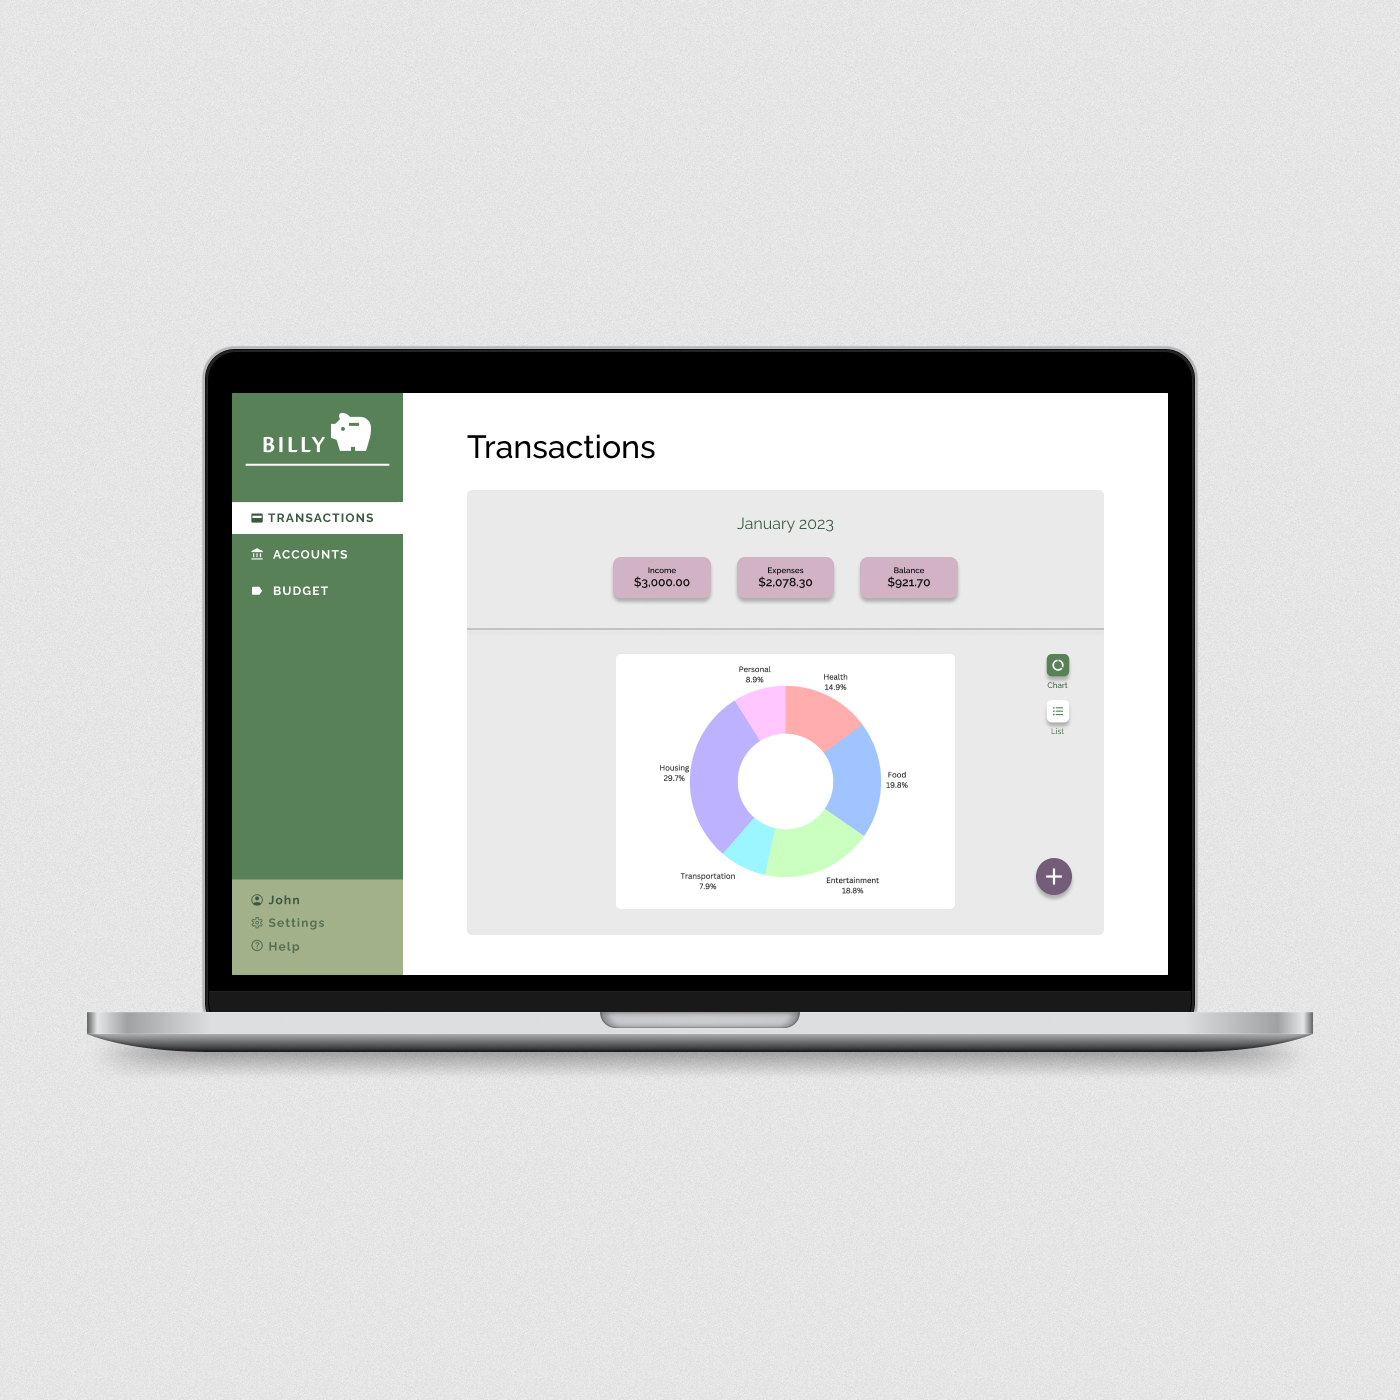 BILLY
TRANSACTIONS
ACCOUNTS
BUDGET
John
Settings
Help
Transactions
January 2023
Income
$3,000.00
Expenses
$2,078.30
Balance
$921.70
Personal
8.9%
Health
14.9%
Housing
29.7%
Food
19.8%
Transportation
7.9%
Entertainment
18.8%
Chart
List